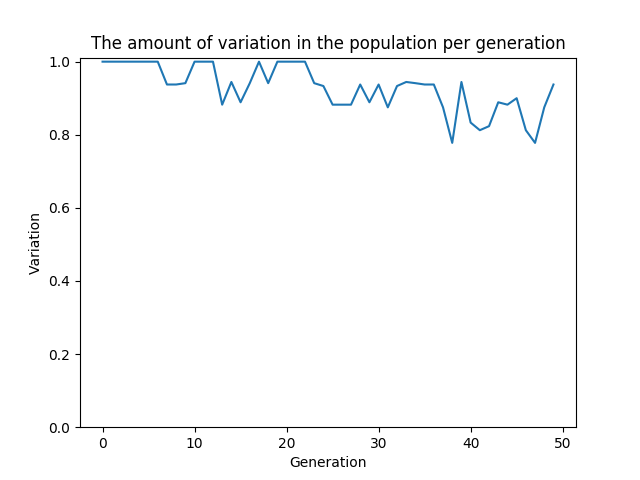 The amount of variation in the population per generation
1.0
0.8
0.6
0.4
0.2
0.0
Variation
0 10 20 30 40 50
Generation